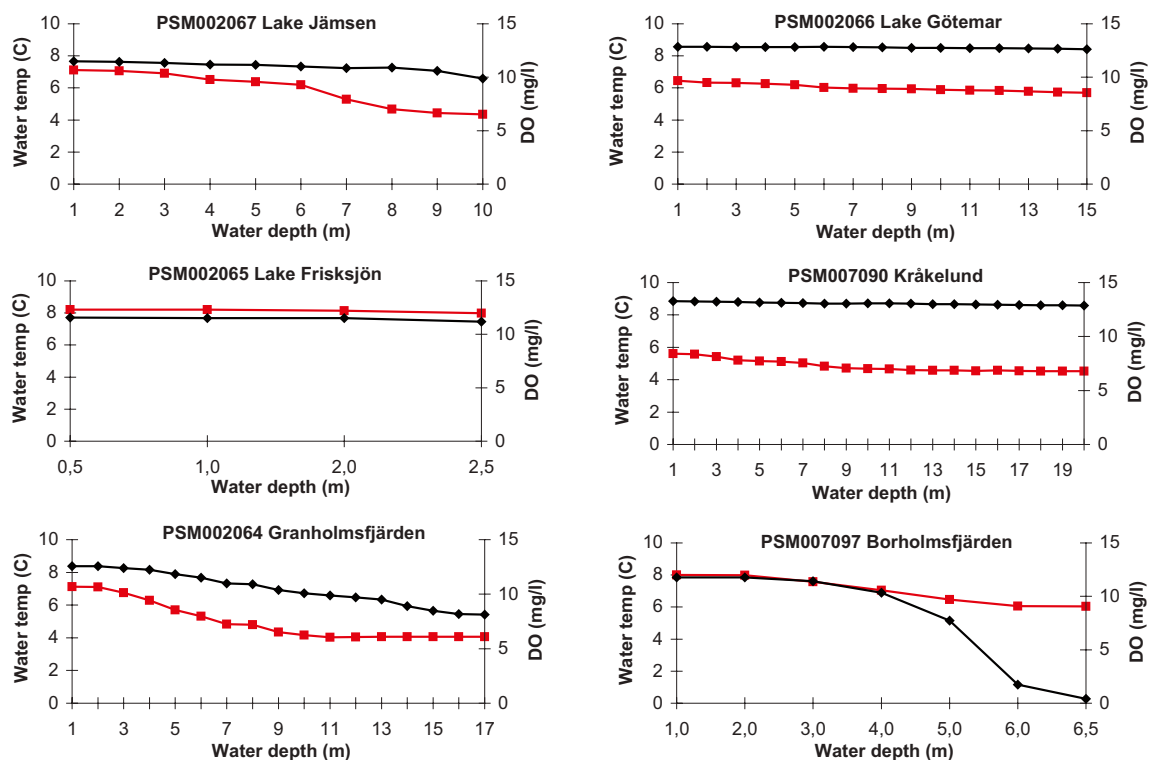 PSM002067 Lake Jämsen
Water temp (C)
10
8
6
4
2
0
15
10
5
0
DO (mg/l)
1 2 3 4 5 6 7 8 9 10
Water depth (m)
PSM002066 Lake Götemar
Water temp (C)
10
8
6
4
2
0
15
10
5
0
DO (mg/l)
1 3 5 7 9 11 13 15
Water depth (m)
PSM002065 Lake Frisksjön
Water temp (C)
10
8
6
4
2
0
15
10
5
0
DO (mg/l)
0,5 1,0 2,0 2,5
Water depth (m)
PSM007090 Kråkelund
Water temp (C)
10
8
6
4
2
0
15
10
5
0
DO (mg/l)
1 3 5 7 9 11 13 15 17 19
Water depth (m)
PSM002064 Granholmsfjärden
Water temp (C)
10
8
6
4
2
0
15
10
5
0
DO (mg/l)
1 3 5 7 9 11 13 15 17
Water depth (m)
PSM007097 Borholmsfjärden
Water temp (C)
10
8
6
4
2
0
15
10
5
0
DO (mg/l)
1,0 2,0 3,0 4,0 5,0 6,0 6,5
Water depth (m)